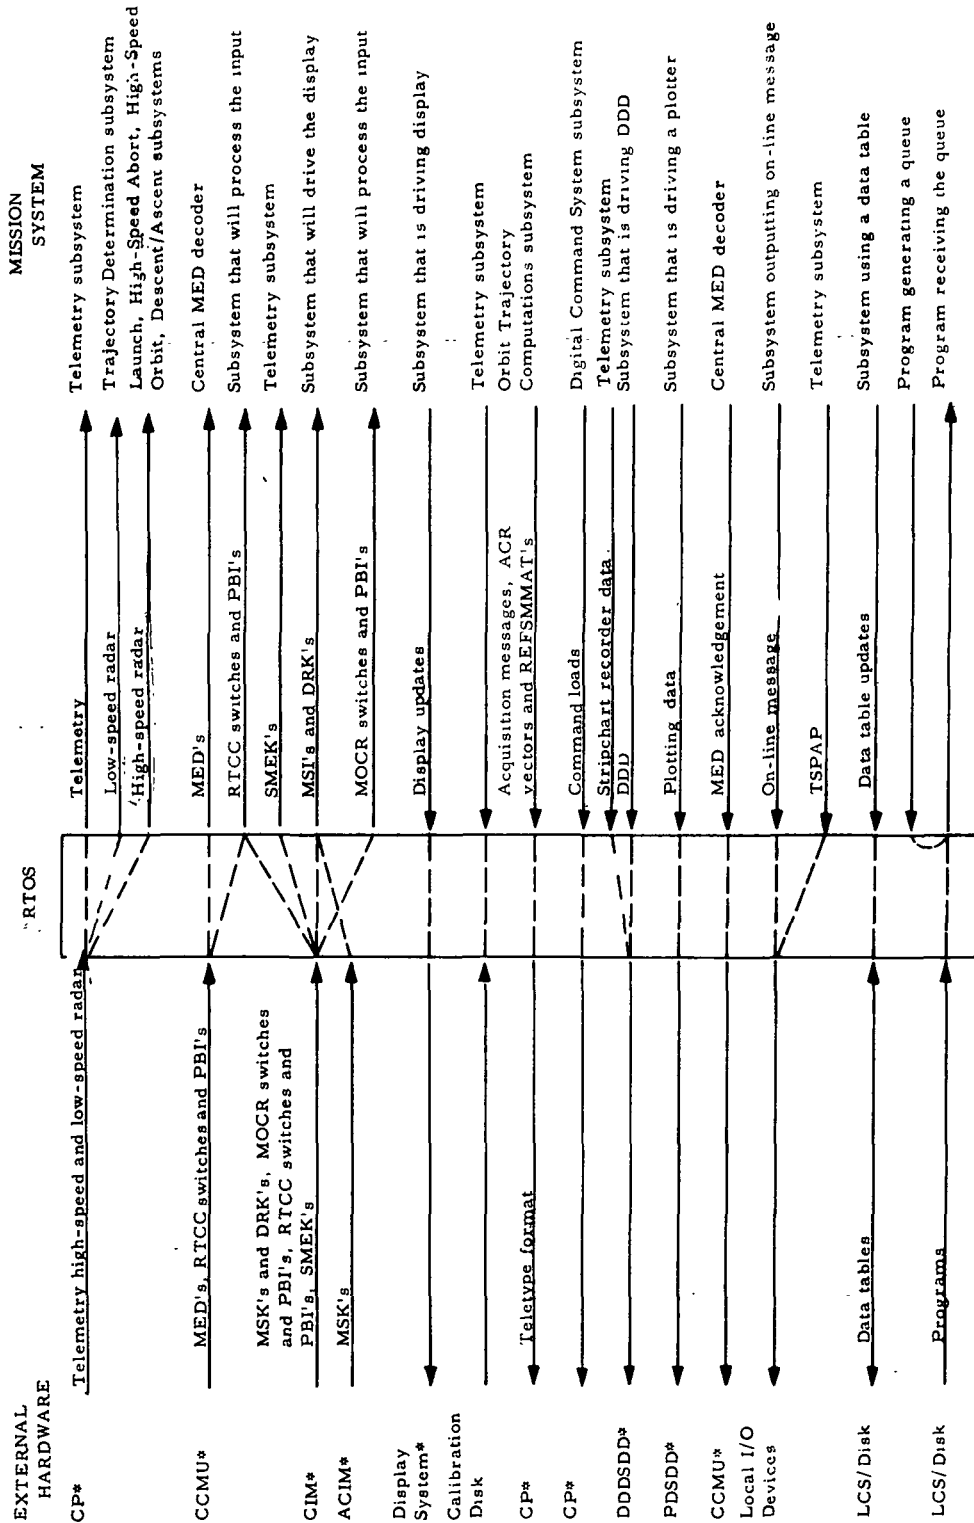 EXTERNAL
HARDWARE
RTOS
MISSION
SYSTEM
CP*
Telemetry high-speed and low-speed radar
Telemetry
Telemetry subsystem
Low-speed radar
Trajectory Determination subsystem
High-speed radar
Launch, High-Speed Abort, High-Speed
Orbit, Descent/Ascent subsystems
CCMU*
MED's, RTCC switches and PBI's
MED's
Central MED decoder
RTCC switches and PBI's
Subsystem that will process the input
MSK's and DRK's, MOCR switches
and PBI's, RTCC switches and
PBI's, SMEK's
SMEK's
Telemetry subsystem
CIM*
MSI's and DRK's
Subsystem that will drive the display
ACIM*
MSK's
MOCR switches and PBI's
Subsystem that will process the input
Display
System*
Display updates
Subsystem that is driving display
Calibration
Disk
Telemetry subsystem
CP*
Teletype format
Acquisition messages, ACR
vectors and REFSMMAT's
Orbit Trajectory
Computations subsystem
CP*
Command loads
Digital Command System subsystem
Stripchart recorder data
Telemetry subsystem
DDDSDD*
DDD
Subsystem that is driving DDD
PDSDD*
Plotting data
Subsystem that is driving a plotter
CCMU*
MED acknowledgement
Central MED decoder
Local I/O
Devices
On-line message
Subsystem outputing on-line message
TSPAP
Telemetry subsystem
LCS/Disk
Data tables
Data table updates
Subsystem using a data table
Program generating a queue
LCS/Disk
Programs
Program receiving the queue